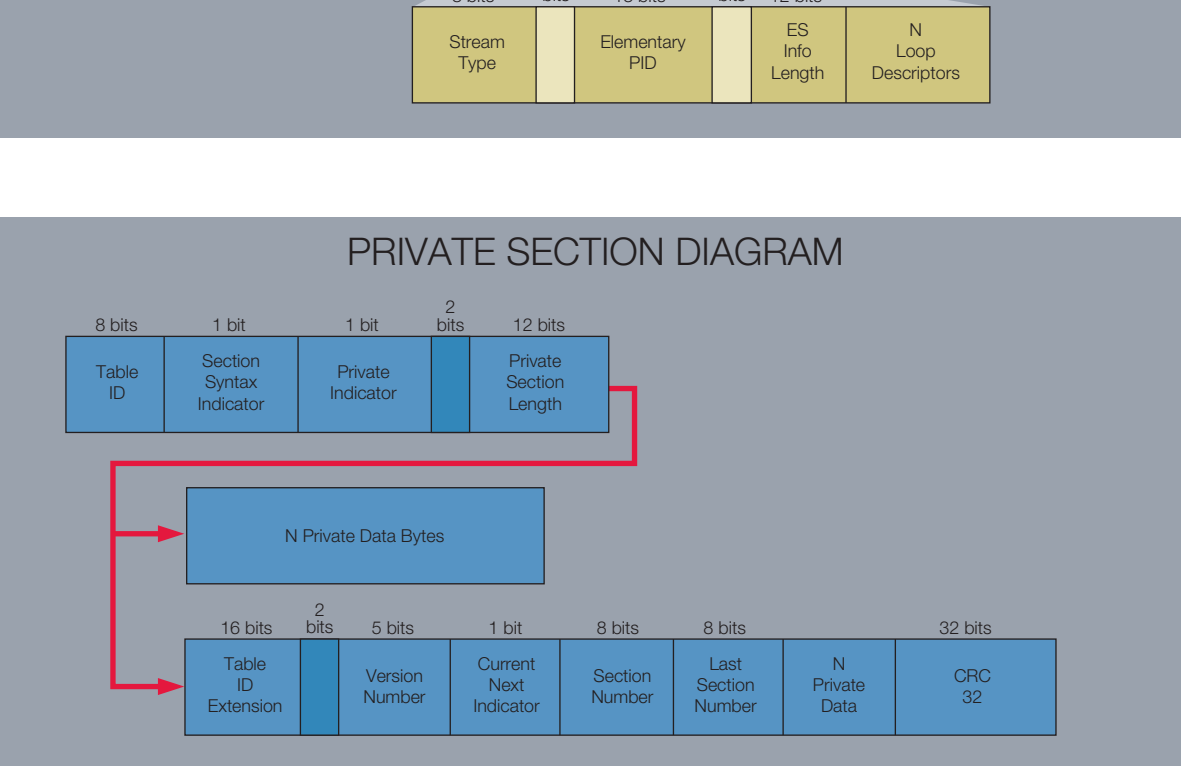 Stream
Type
Elementary
PID
ES
Info
Length
N
Loop
Descriptors
PRIVATE SECTION DIAGRAM
8 bits
1 bit
1 bit
2
bits
12 bits
Table
ID
Section
Syntax
Indicator
Private
Indicator
Private
Section
Length
N Private Data Bytes
16 bits
2
bits
5 bits
1 bit
8 bits
8 bits
32 bits
Table
ID
Extension
Version
Number
Current
Next
Indicator
Section
Number
Last
Section
Number
N
Private
Data
CRC
32